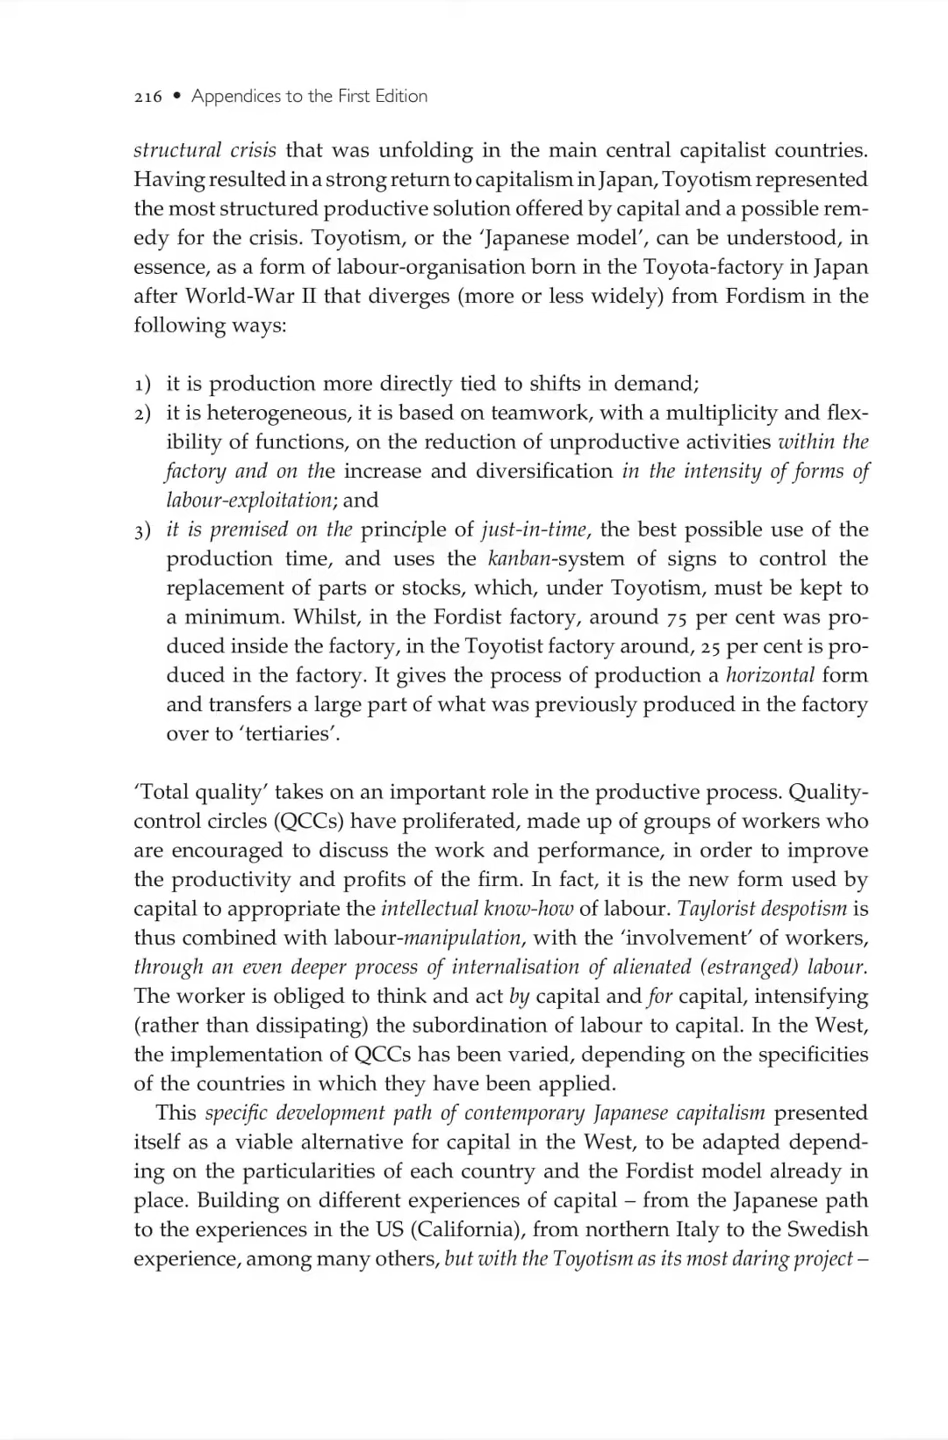 216 • Appendices to the First Edition
structural crisis that was unfolding in the main central capitalist countries.
Having resulted in a strong return to capitalism in Japan, Toyotism represented
the most structured productive solution offered by capital and a possible rem-
edy for the crisis. Toyotism, or the ‘Japanese model’, can be understood, in
essence, as a form of labour-organisation born in the Toyota-factory in Japan
after World-War II that diverges (more or less widely) from Fordism in the
following ways:
1) it is production more directly tied to shifts in demand;
2) it is heterogeneous, it is based on teamwork, with a multiplicity and flex-
ibility of functions, on the reduction of unproductive activities within the
factory and on the increase and diversification in the intensity of forms of
labour-exploitation; and
3) it is premised on the principle of just-in-time, the best possible use of the
production time, and uses the kanban-system of signs to control the
replacement of parts or stocks, which, under Toyotism, must be kept to
a minimum. Whilst, in the Fordist factory, around 75 per cent was pro-
duced inside the factory, in the Toyotist factory around, 25 per cent is pro-
duced in the factory. It gives the process of production a horizontal form
and transfers a large part of what was previously produced in the factory
over to ‘tertiaries’.
‘Total quality’ takes on an important role in the productive process. Quality-
control circles (QCCs) have proliferated, made up of groups of workers who
are encouraged to discuss the work and performance, in order to improve
the productivity and profits of the firm. In fact, it is the new form used by
capital to appropriate the intellectual know-how of labour. Taylorist despotism is
thus combined with labour-manipulation, with the ‘involvement’ of workers,
through an even deeper process of internalisation of alienated (estranged) labour.
The worker is obliged to think and act by capital and for capital, intensifying
(rather than dissipating) the subordination of labour to capital. In the West,
the implementation of QCCs has been varied, depending on the specificities
of the countries in which they have been applied.
This specific development path of contemporary Japanese capitalism presented
itself as a viable alternative for capital in the West, to be adapted depend-
ing on the particularities of each country and the Fordist model already in
place. Building on different experiences of capital – from the Japanese path
to the experiences in the US (California), from northern Italy to the Swedish
experience, among many others, but with the Toyotism as its most daring project –